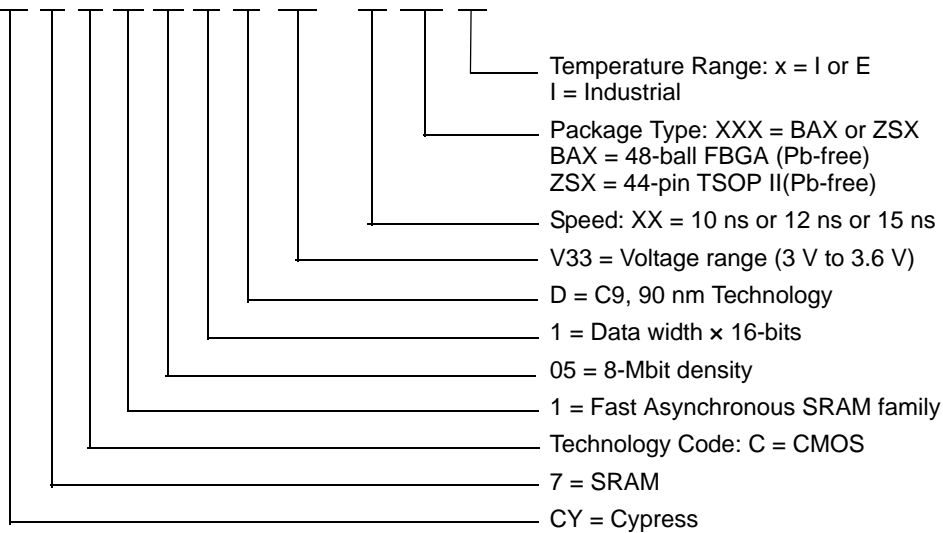 Temperature Range: x = I or E
I = Industrial
Package Type: XXX = BAX or ZSX
BAX = 48-ball FBGA (Pb-free)
ZSX = 44-pin TSOP II(Pb-free)
Speed: XX = 10 ns or 12 ns or 15 ns
V33 = Voltage range (3 V to 3.6 V)
D = C9, 90 nm Technology
1 = Data width × 16-bits
05 = 8-Mbit density
1 = Fast Asynchronous SRAM family
Technology Code: C = CMOS
7 = SRAM
CY = Cypress